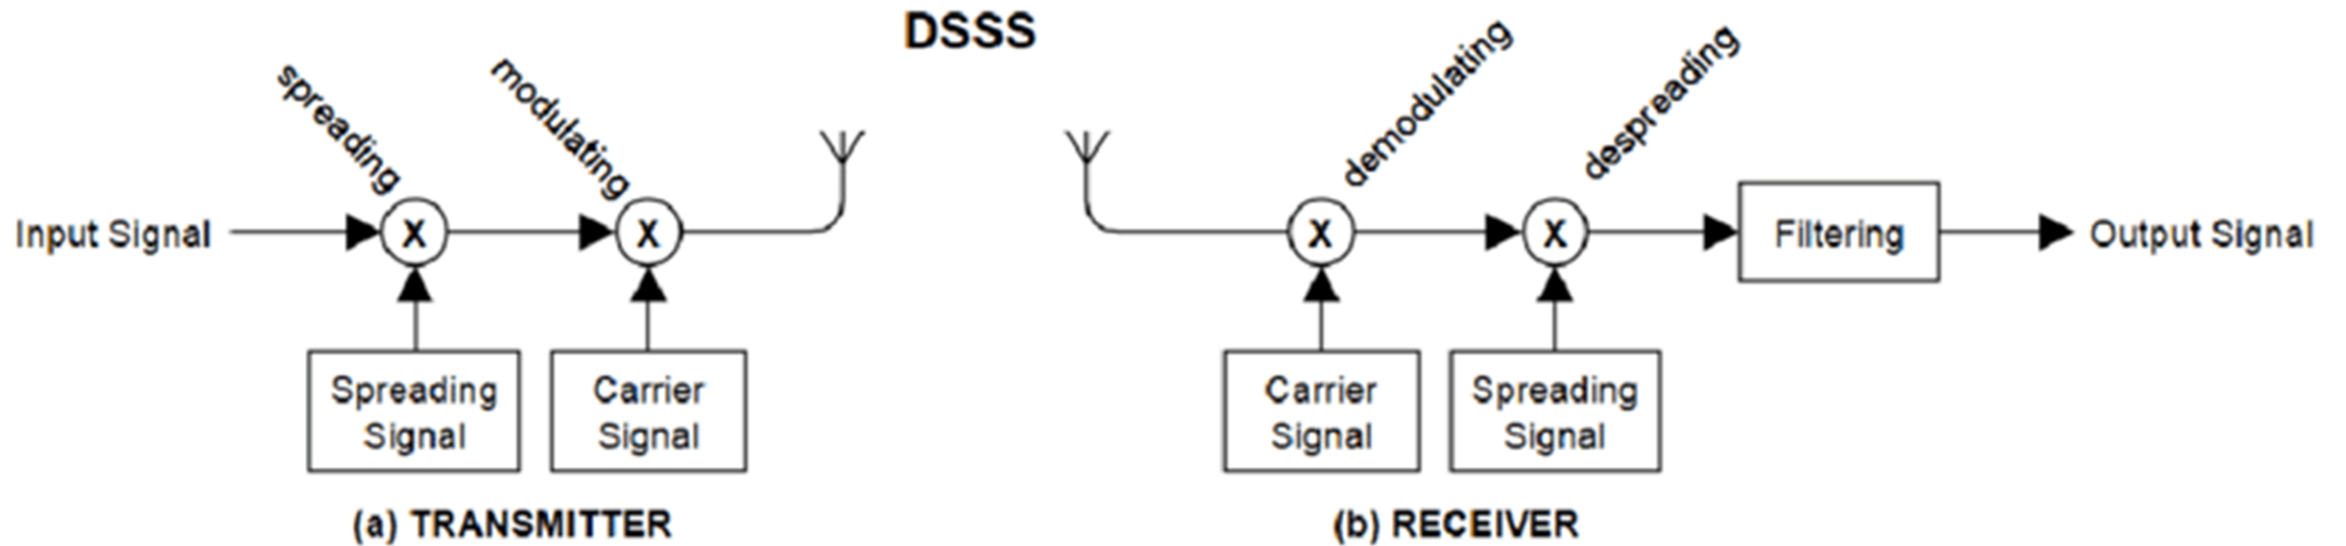 DSSS
spreading
modulating
demodulating
despreading
Input Signal
X
X
X
X
Filtering
Output Signal
Spreading
Signal
Carrier
Signal
Carrier
Signal
Spreading
Signal
(a) TRANSMITTER
(b) RECEIVER